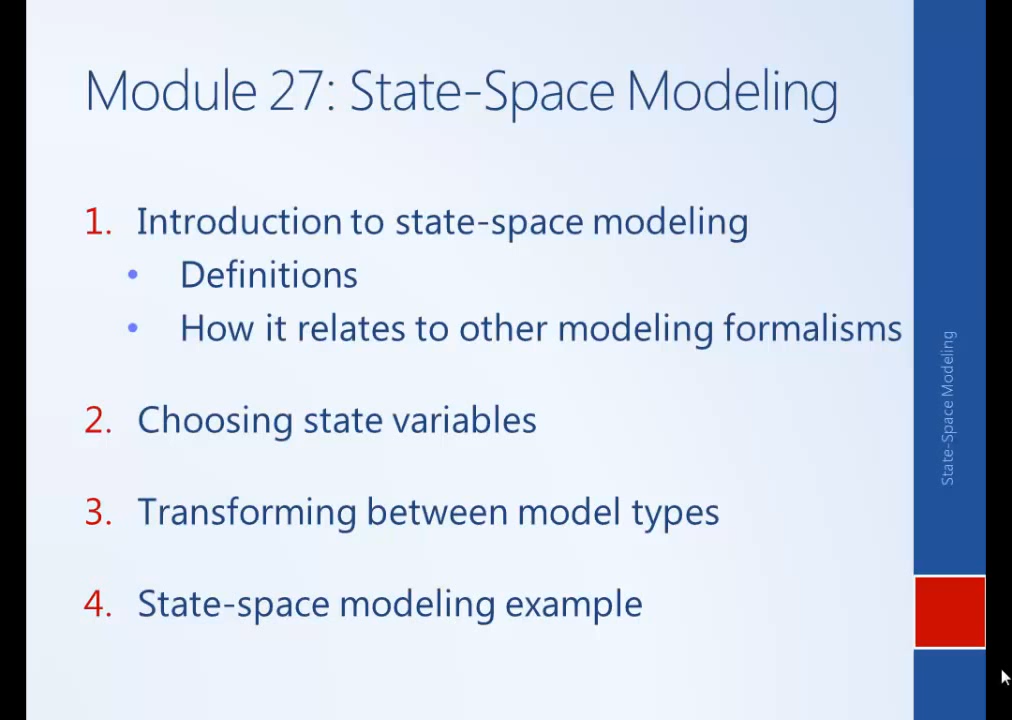 Module 27: State-Space Modeling
1. Introduction to state-space modeling
• Definitions
• How it relates to other modeling formalisms
2. Choosing state variables
3. Transforming between model types
4. State-space modeling example
State-Space Modeling